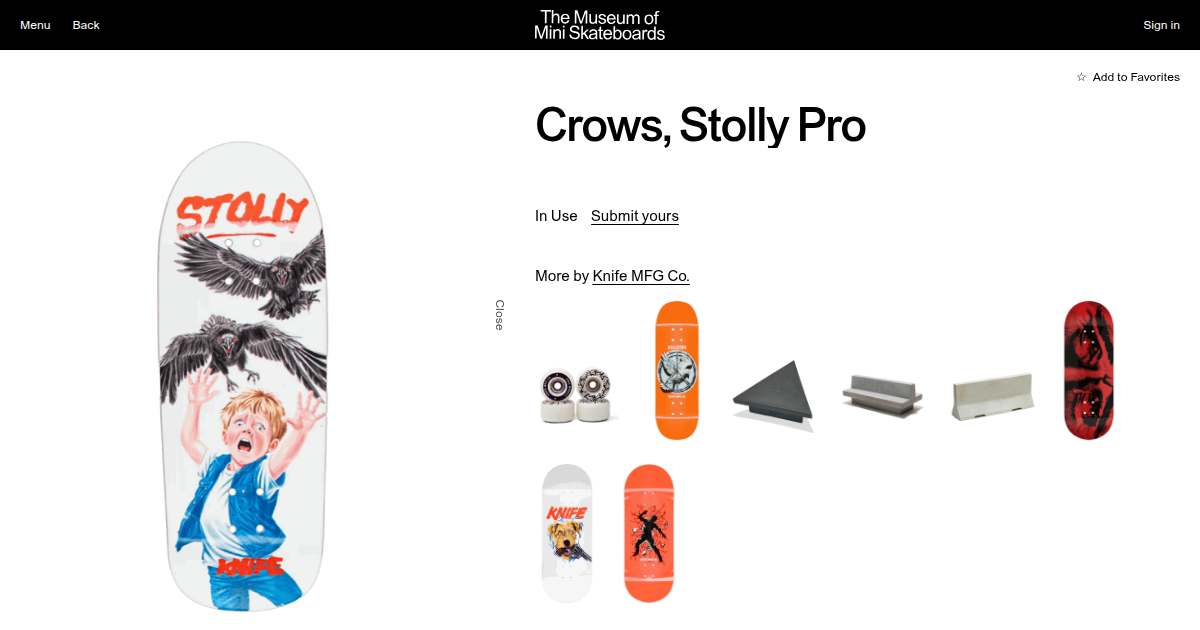 Menu
Back
The Museum of
Mini Skateboards
Sign in
☆ Add to Favorites
Crows, Stolly Pro
STOLLY
KNIFE
In Use Submit yours
More by Knife MFG Co.
Close
KNIFE